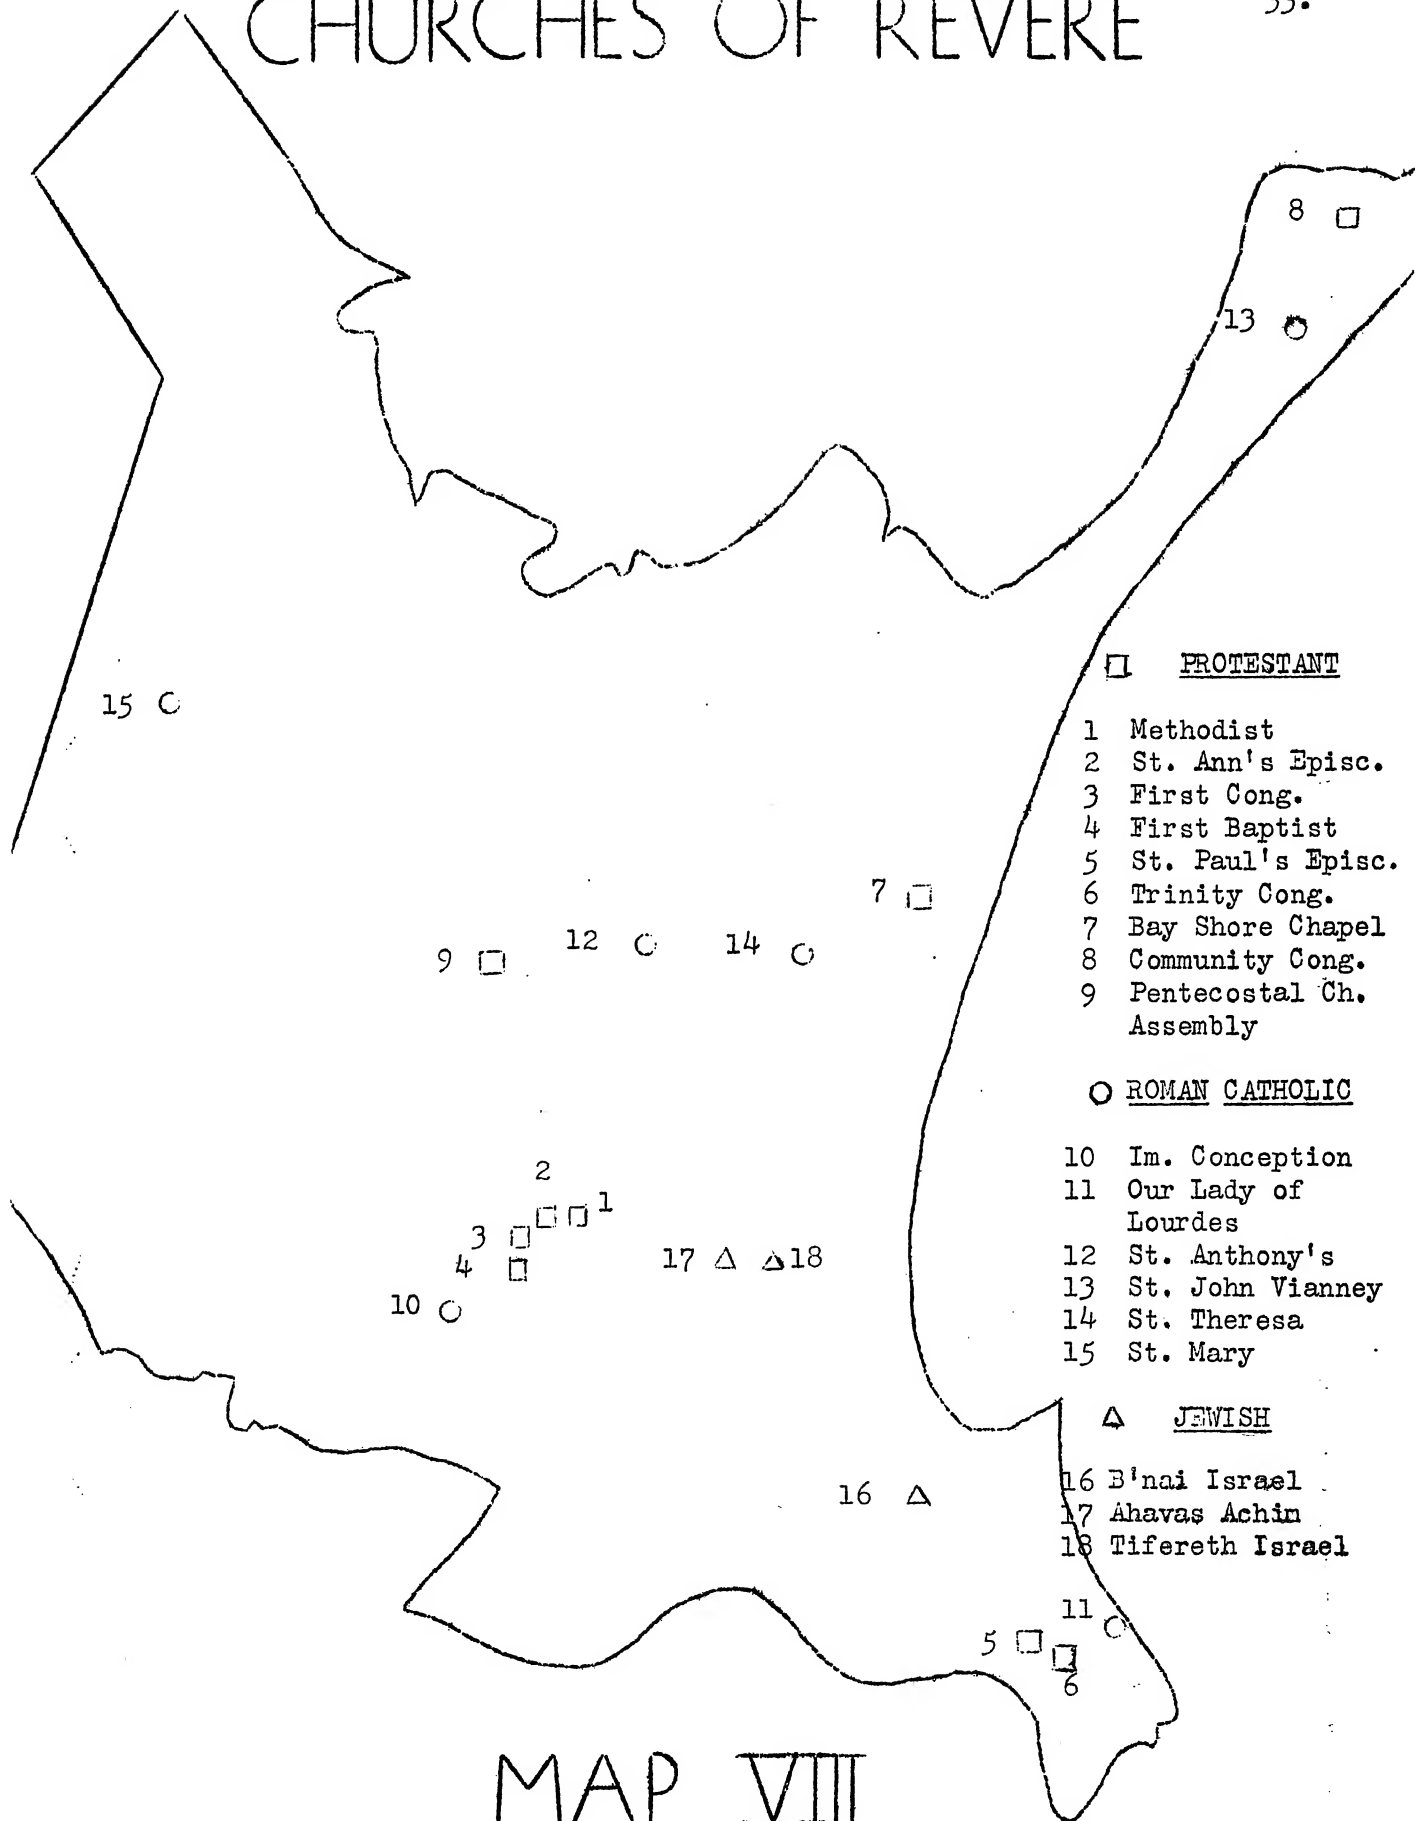 CHURCHES OF REVERE
8
13
15
7
9
12
14
2
1
3
4
17
18
10
16
11
5
6
PROTESTANT
1 Methodist
2 St. Ann's Episc.
3 First Cong.
4 First Baptist
5 St. Paul's Episc.
6 Trinity Cong.
7 Bay Shore Chapel
8 Community Cong.
9 Pentecostal Ch.
Assembly
ROMAN CATHOLIC
10 Im. Conception
11 Our Lady of
Lourdes
12 St. Anthony's
13 St. John Vianney
14 St. Theresa
15 St. Mary
JEWISH
16 B'nai Israel
17 Ahavas Achim
18 Tifereth Israel
MAP VIII